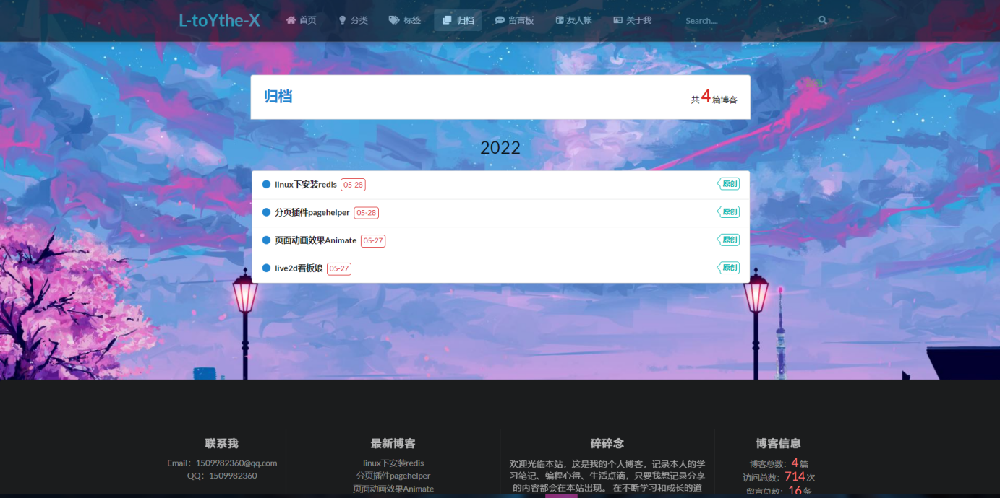 L-toYthe-X 首页 分类 标签 归档 留言板 友人帐 关于我 Search....
归档 共4篇博客
2022
linux下安装redis 05-28 原创
分页插件pagehelper 05-28 原创
页面动画效果Animate 05-27 原创
live2d看板娘 05-27 原创
联系我
Email：1509982360@qq.com
QQ：1509982360
最新博客
linux下安装redis
分页插件pagehelper
页面动画效果Animate
碎碎念
欢迎光临本站，这是我的个人博客，记录本人的学
习笔记、编程心得、生活点滴，只要我想记录分享
的内容都会在本站出现。 在不断学习和成长的道
博客信息
博客总数：4篇
访问总数：714次
留言总数：16条